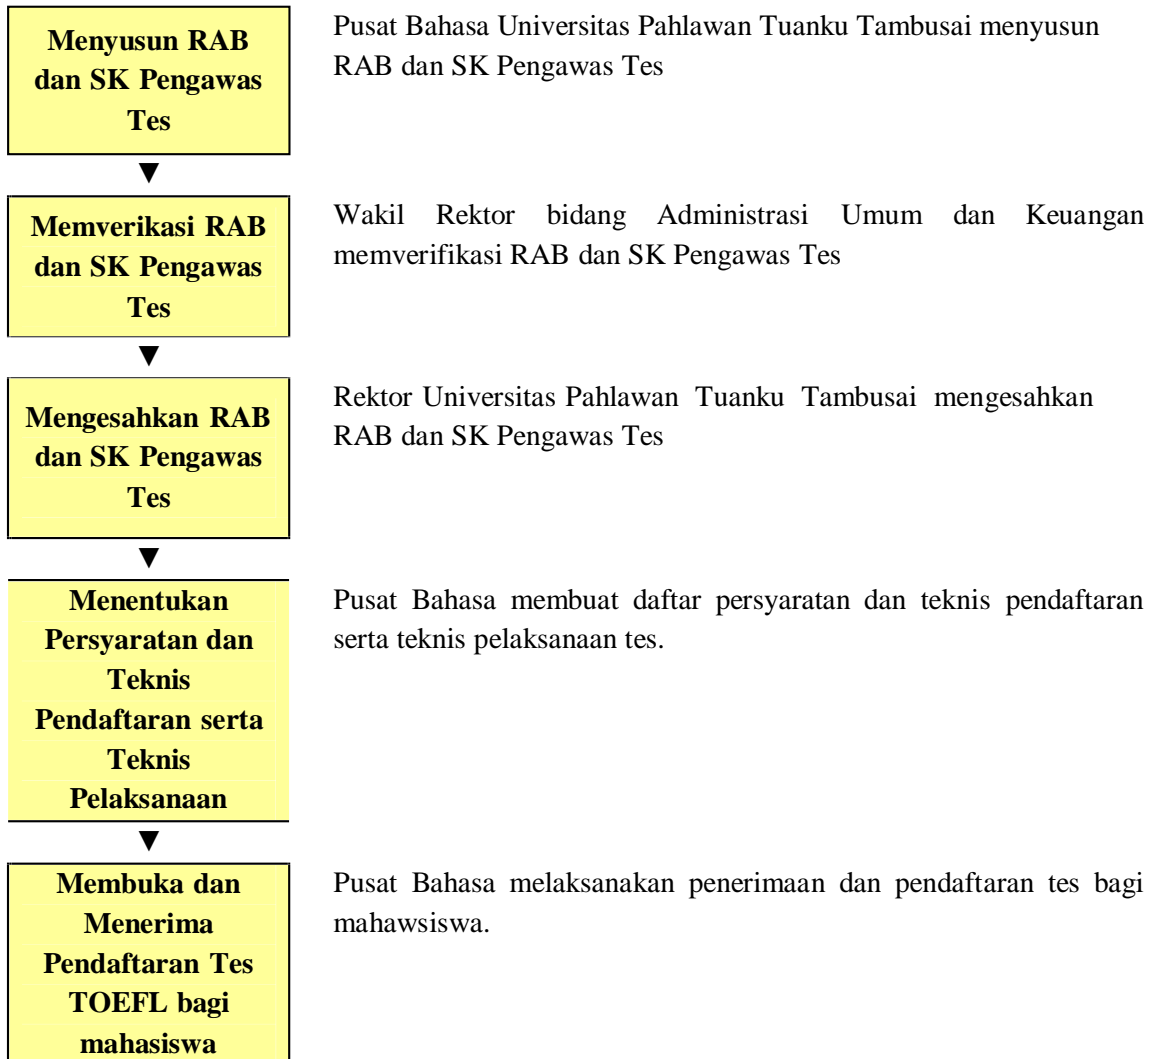 Menyusun RAB
dan SK Pengawas
Tes
Pusat Bahasa Universitas Pahlawan Tuanku Tambusai menyusun
RAB dan SK Pengawas Tes
Memverikasi RAB
dan SK Pengawas
Tes
Wakil Rektor bidang Administrasi Umum dan Keuangan
memverifikasi RAB dan SK Pengawas Tes
Mengesahkan RAB
dan SK Pengawas
Tes
Rektor Universitas Pahlawan Tuanku Tambusai mengesahkan
RAB dan SK Pengawas Tes
Menentukan
Persyaratan dan
Teknis
Pendaftaran serta
Teknis
Pelaksanaan
Pusat Bahasa membuat daftar persyaratan dan teknis pendaftaran
serta teknis pelaksanaan tes.
Membuka dan
Menerima
Pendaftaran Tes
TOEFL bagi
mahasiswa
Pusat Bahasa melaksanakan penerimaan dan pendaftaran tes bagi
mahawsiswa.